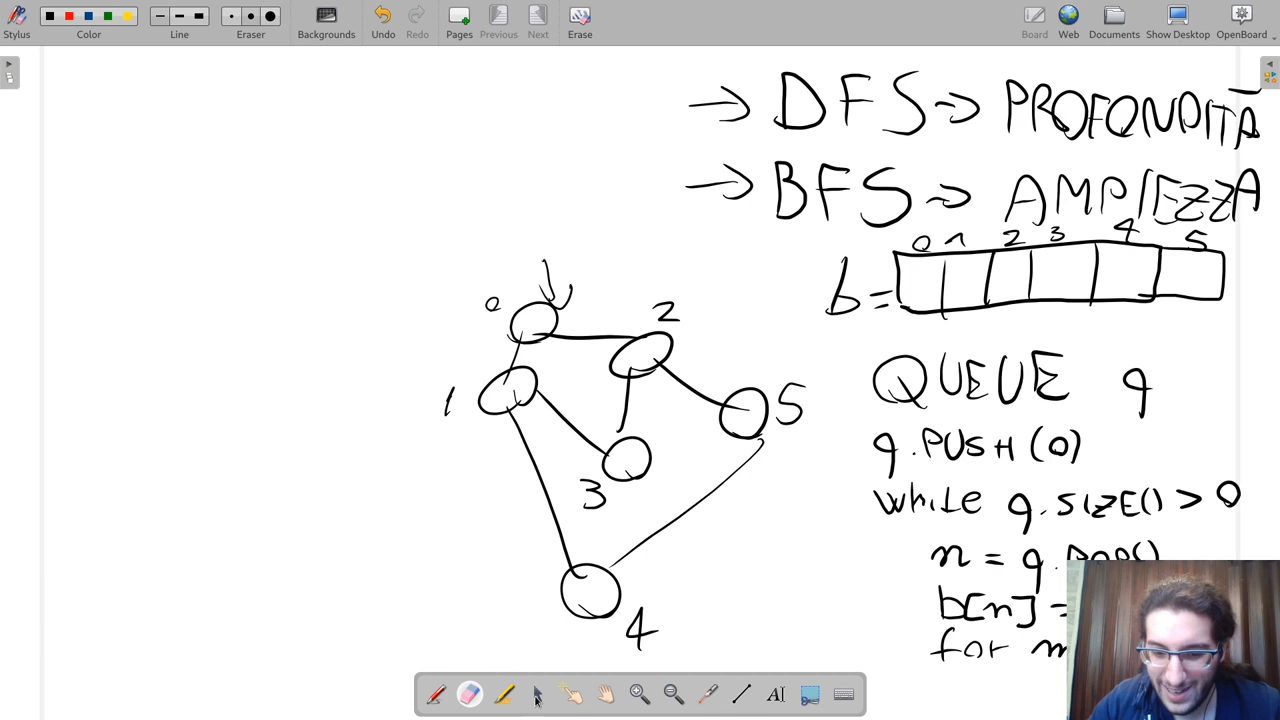 Stylus Color Line Eraser Backgrounds Undo Redo Pages Previous Next Erase Board Web Documents Show Desktop OpenBoard
→ DFS → PROFONDITÀ
→ BFS → AMPIEZZA
0 1 2 3 4 5
b =
0
2
1
5
3
4
QUEUE q
q.PUSH(0)
while q.SIZE() > 0
n = q.POP()
b[n] =
for
AI